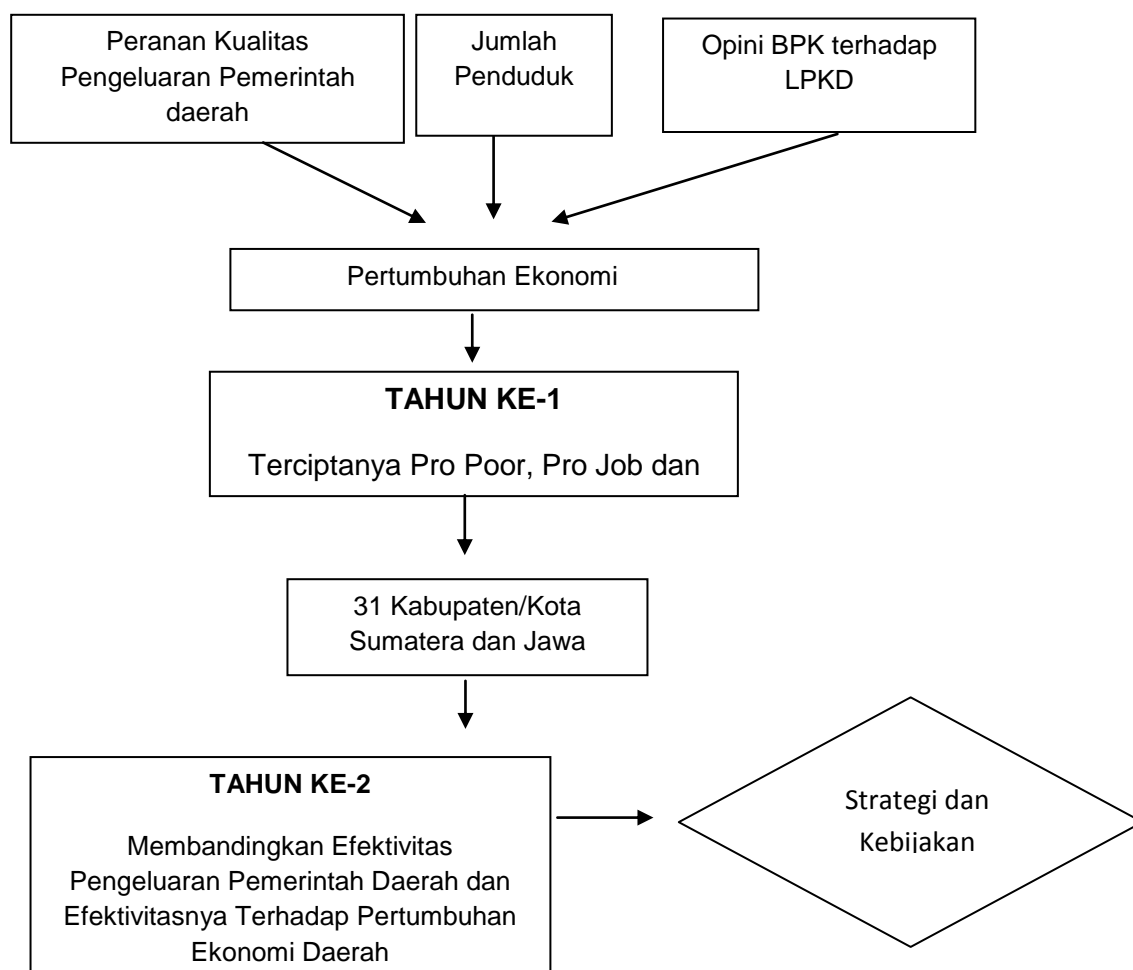 Peranan Kualitas
Pengeluaran Pemerintah
daerah
Jumlah
Penduduk
Opini BPK terhadap
LPKD
Pertumbuhan Ekonomi
TAHUN KE-1
Terciptanya Pro Poor, Pro Job dan
31 Kabupaten/Kota
Sumatera dan Jawa
TAHUN KE-2
Membandingkan Efektivitas
Pengeluaran Pemerintah Daerah dan
Efektivitasnya Terhadap Pertumbuhan
Ekonomi Daerah
Strategi dan
Kebijakan